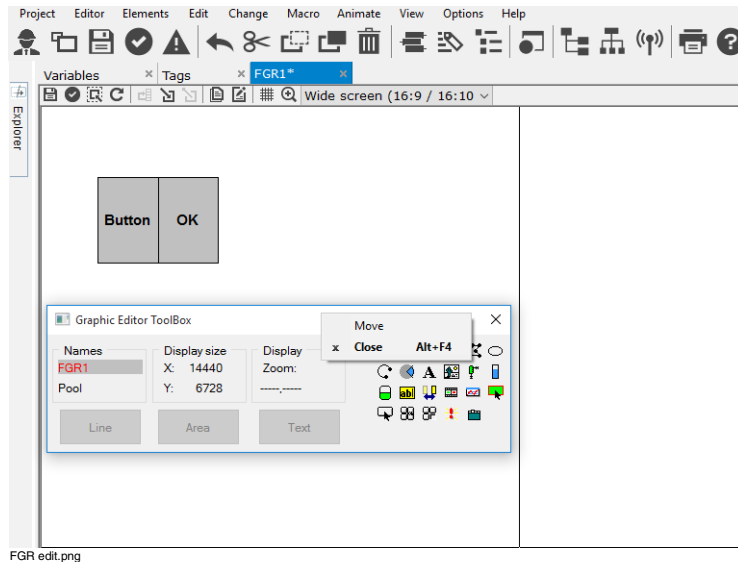 Project Editor Elements Edit Change Macro Animate View Options Help
Variables × Tags × FGR1* ×
Wide screen (16:9 / 16:10
Explorer
Button OK
Graphic Editor ToolBox
Move
x Close Alt+F4
Names Display size Display
FGR1 X: 14440 Zoom:
Pool Y: 6728 -----,-----
A
ab
Line Area Text
FGR edit.png